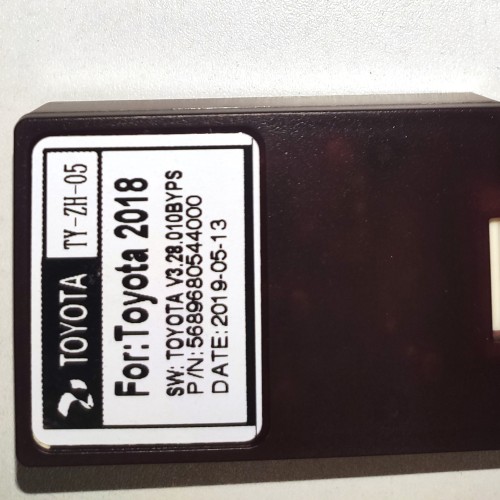 TOYOTA TY-ZH-05
For:Toyota 2018
SW: TOYOTA V3.28.010BYPS
P/N:5689680544000
DATE:2019-05-13